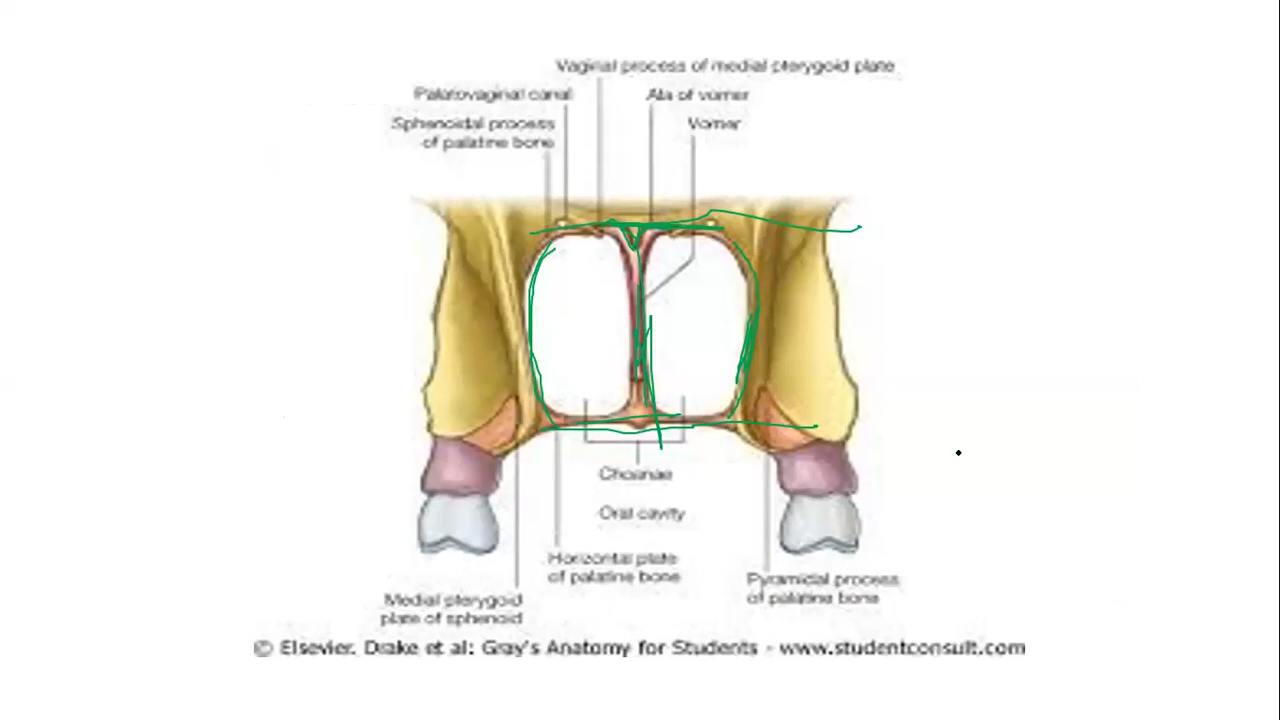 Vaginal process of medial pterygoid plate
Palatovaginal canal
Ala of vomer
Sphenoidal process
of palatine bone
Vomer
Choanae
Oral cavity
Horizontal plate
of palatine bone
Pyramidal process
of palatine bone
Medial pterygoid
plate of sphenoid
© Elsevier. Drake et al: Gray's Anatomy for Students - www.studentconsult.com